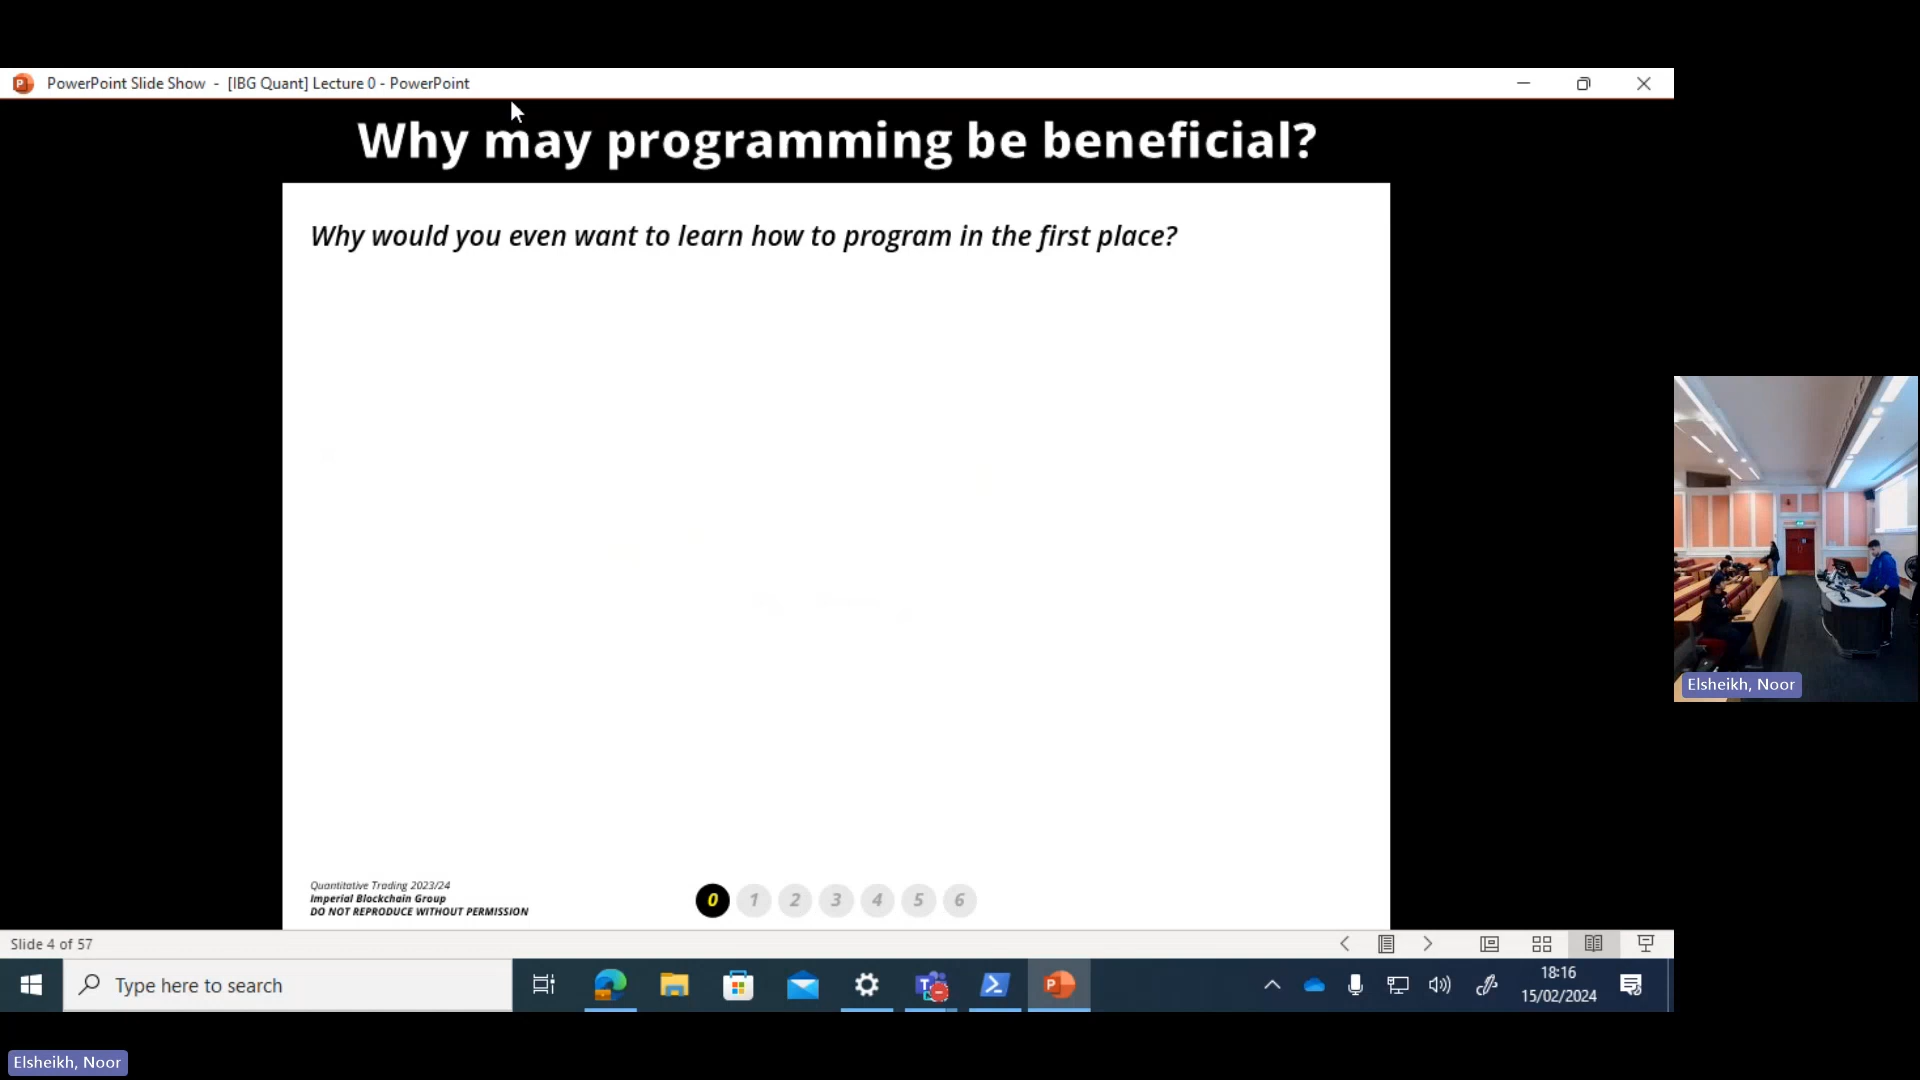 PowerPoint Slide Show - [IBG Quant] Lecture 0 - PowerPoint
Why may programming be beneficial?
Why would you even want to learn how to program in the first place?
Quantitative Trading 2023/24
Imperial Blockchain Group
DO NOT REPRODUCE WITHOUT PERMISSION
0 1 2 3 4 5 6
Elsheikh, Noor
Slide 4 of 57
Type here to search
18:16
15/02/2024
Elsheikh, Noor